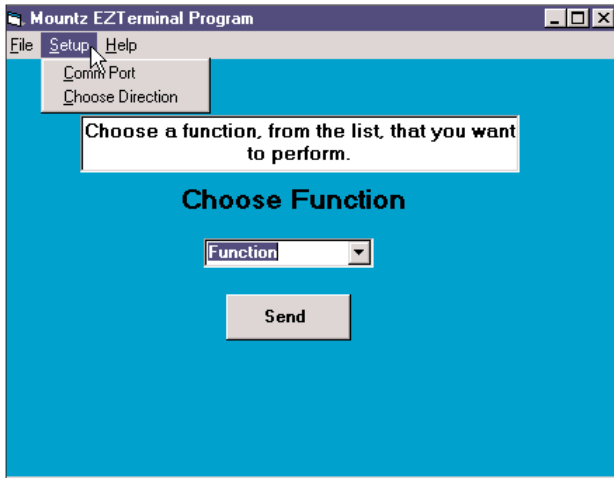 Mountz EZTerminal Program
File Setup Help
Comm Port
Choose Direction
Choose a function, from the list, that you want
to perform.
Choose Function
Function
Send